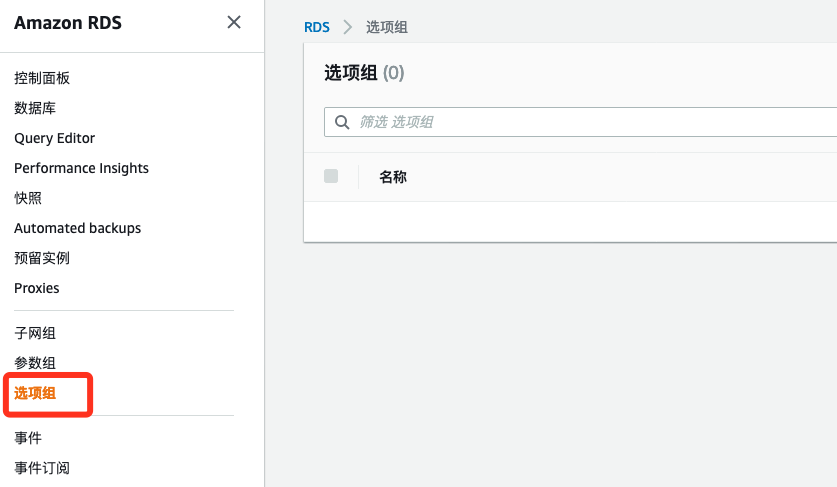 Amazon RDS
控制面板
数据库
Query Editor
Performance Insights
快照
Automated backups
预留实例
Proxies
子网组
参数组
选项组
事件
事件订阅
RDS 选项组
选项组 (0)
筛选 选项组
名称